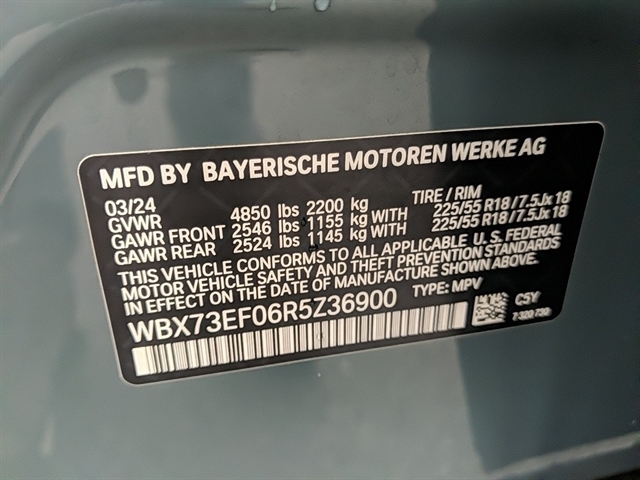 MFD BY BAYERISCHE MOTOREN WERKE AG
03/24 TIRE / RIM
GVWR 4850 lbs 2200 kg
GAWR FRONT 2546 lbs 1155 kg WITH 225/55 R18/7.5Jx18
GAWR REAR 2524 lbs 1145 kg WITH 225/55 R18/7.5Jx18
THIS VEHICLE CONFORMS TO ALL APPLICABLE U.S. FEDERAL
MOTOR VEHICLE SAFETY AND THEFT PREVENTION STANDARDS
IN EFFECT ON THE DATE OF MANUFACTURE SHOWN ABOVE.
WBX73EF06R5Z36900 TYPE: MPV
C5Y
7 320 730